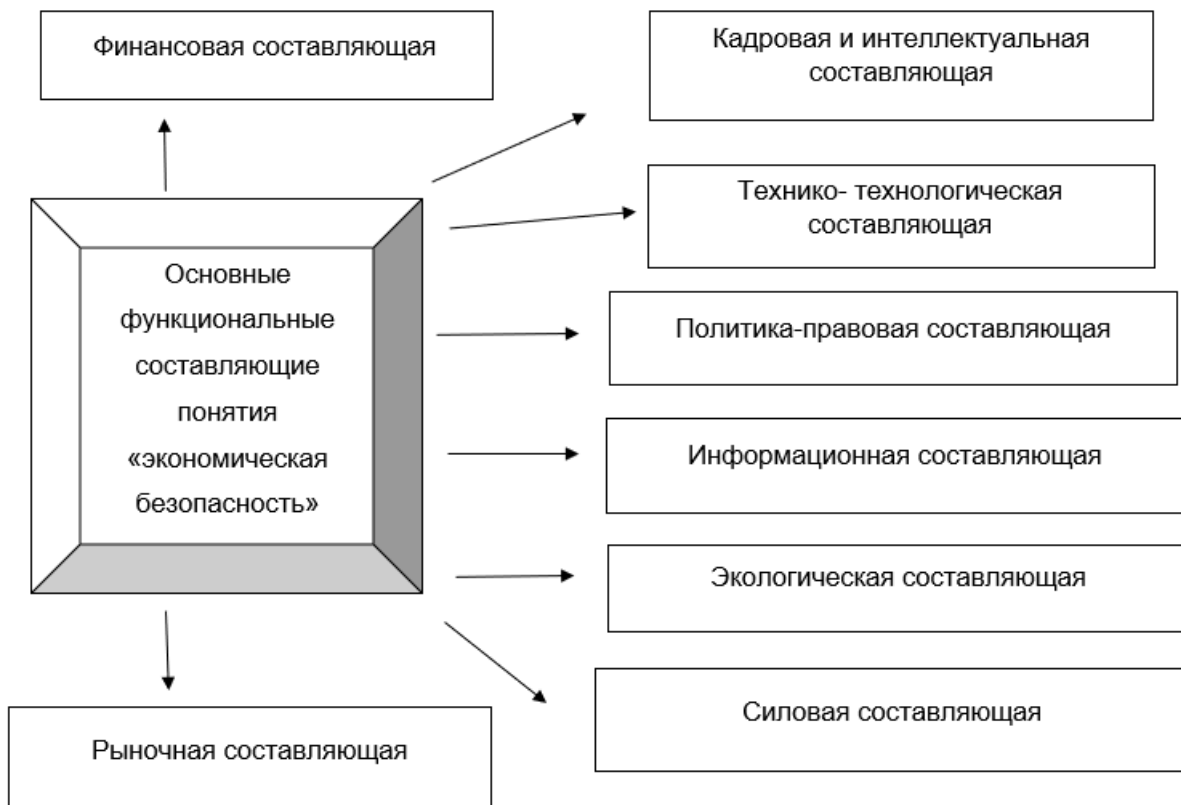 Финансовая составляющая
Кадровая и интеллектуальная
составляющая
Технико- технологическая
составляющая
Основные
функциональные
составляющие
понятия
«экономическая
безопасность»
Политика-правовая составляющая
Информационная составляющая
Экологическая составляющая
Силовая составляющая
Рыночная составляющая